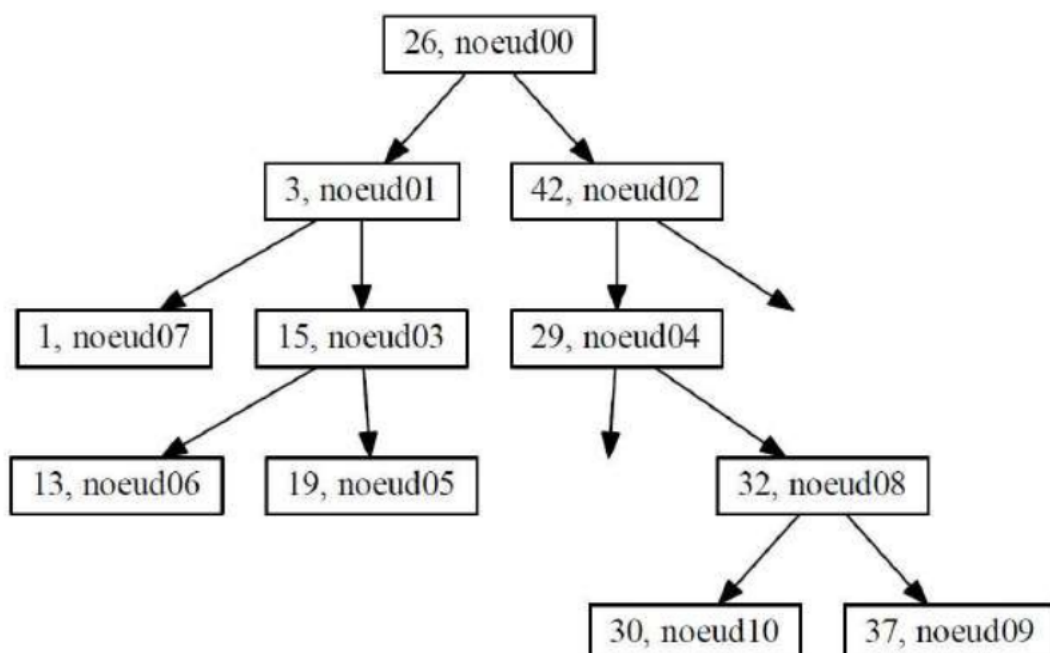 26, noeud00
3, noeud01
42, noeud02
1, noeud07
15, noeud03
29, noeud04
13, noeud06
19, noeud05
32, noeud08
30, noeud10
37, noeud09